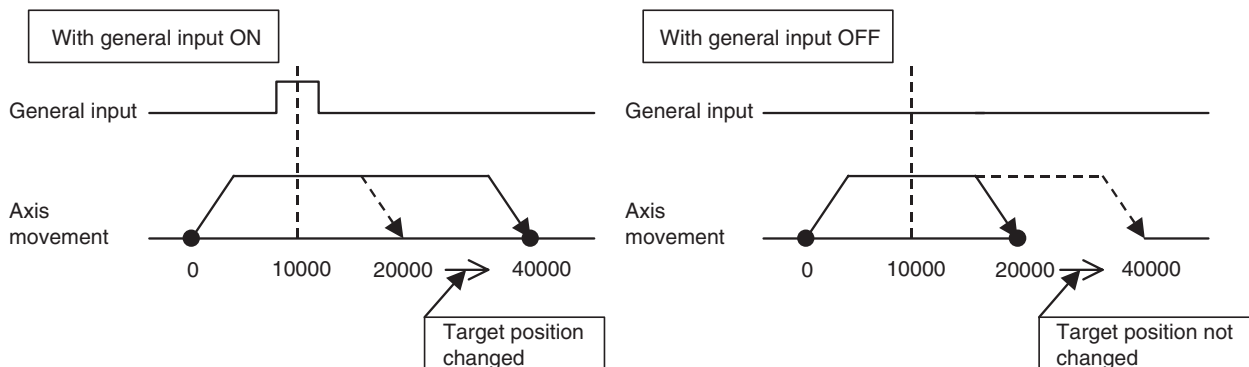 With general input ON
General input
Axis
movement
0 10000 20000 40000
Target position
changed
With general input OFF
General input
Axis
movement
0 10000 20000 40000
Target position not
changed